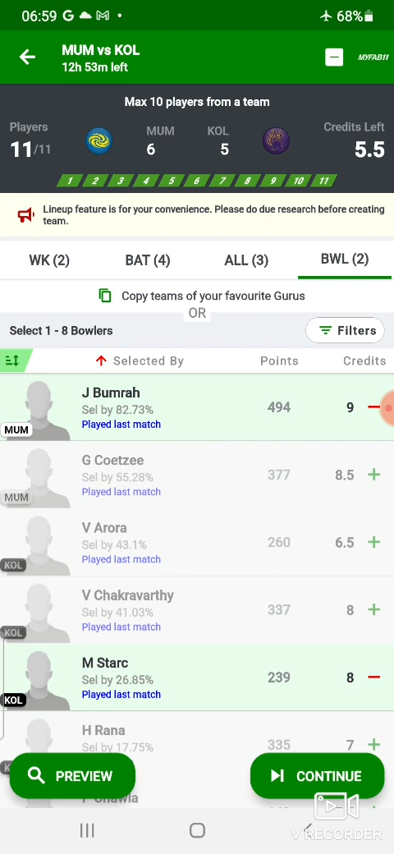 06:59 G M • 68%
MUM vs KOL
12h 53m left
MYFAB11
Max 10 players from a team
Players MUM KOL Credits Left
11/11 6 5 5.5
1 2 3 4 5 6 7 8 9 10 11
Lineup feature is for your convenience. Please do due research before creating
team.
WK (2) BAT (4) ALL (3) BWL (2)
Copy teams of your favourite Gurus
OR
Select 1 - 8 Bowlers Filters
Selected By Points Credits
J Bumrah
Sel by 82.73% 494 9
Played last match
MUM
G Coetzee
Sel by 55.28% 377 8.5
Played last match
MUM
V Arora
Sel by 43.1% 260 6.5
Played last match
KOL
V Chakravarthy
Sel by 41.03% 337 8
Played last match
KOL
M Starc
Sel by 26.85% 239 8
Played last match
KOL
H Rana
Sel by 17.75% 335 7
PREVIEW CONTINUE
V RECORDER